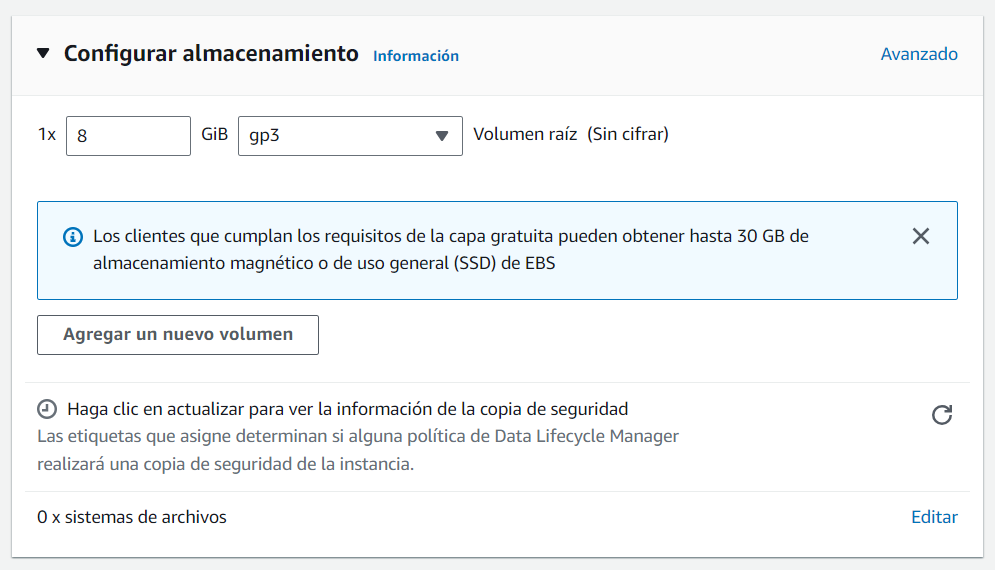 Configurar almacenamiento Información Avanzado
1x 8 GiB gp3 Volumen raíz (Sin cifrar)
Los clientes que cumplan los requisitos de la capa gratuita pueden obtener hasta 30 GB de
almacenamiento magnético o de uso general (SSD) de EBS
Agregar un nuevo volumen
Haga clic en actualizar para ver la información de la copia de seguridad
Las etiquetas que asigne determinan si alguna política de Data Lifecycle Manager
realizará una copia de seguridad de la instancia.
0 x sistemas de archivos Editar